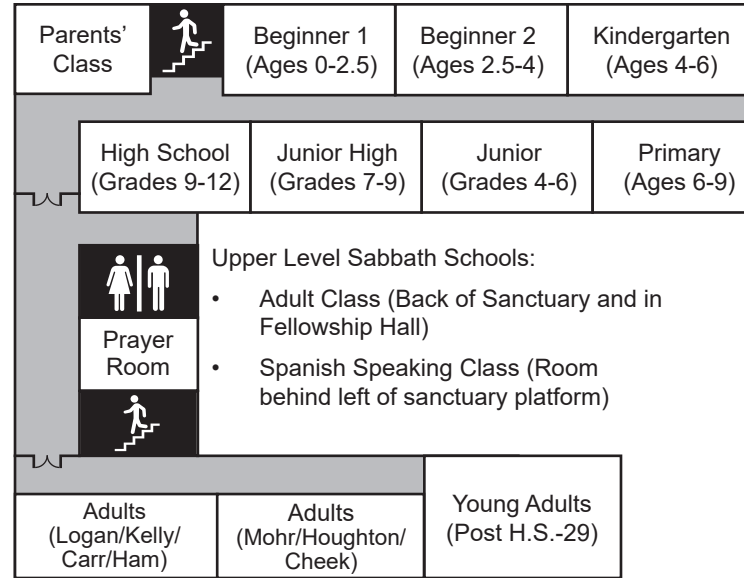 Parents’
Class
Beginner 1
(Ages 0-2.5)
Beginner 2
(Ages 2.5-4)
Kindergarten
(Ages 4-6)
High School
(Grades 9-12)
Junior High
(Grades 7-9)
Junior
(Grades 4-6)
Primary
(Ages 6-9)
Upper Level Sabbath Schools:
• Adult Class (Back of Sanctuary and in
Fellowship Hall)
• Spanish Speaking Class (Room
behind left of sanctuary platform)
Prayer
Room
Adults
(Logan/Kelly/
Carr/Ham)
Adults
(Mohr/Houghton/
Cheek)
Young Adults
(Post H.S.-29)